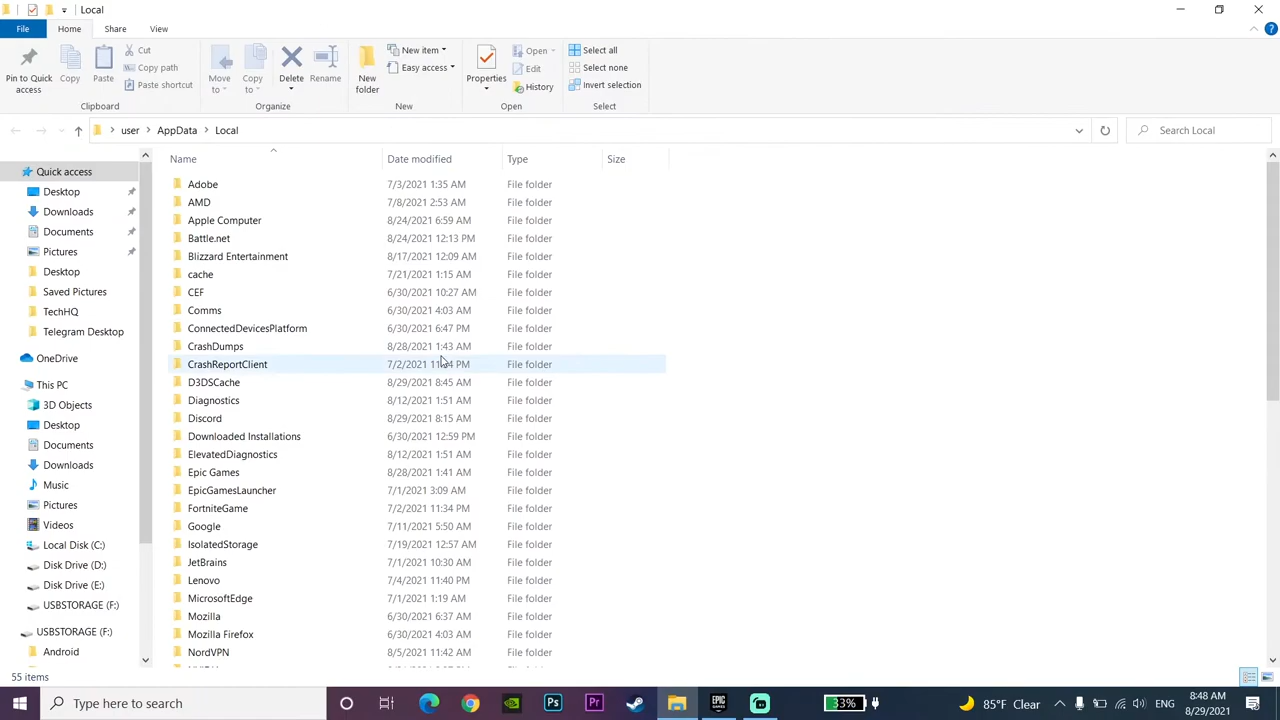 Local
File Home Share View
Pin to Quick access
Copy
Paste
Cut
Copy path
Paste shortcut
Clipboard
Move to
Copy to
Delete
Rename
Organize
New folder
New item
Easy access
New
Properties
Open
Edit
History
Open
Select all
Select none
Invert selection
Select
user AppData Local
Search Local
Quick access
Desktop
Downloads
Documents
Pictures
Desktop
Saved Pictures
TechHQ
Telegram Desktop
OneDrive
This PC
3D Objects
Desktop
Documents
Downloads
Music
Pictures
Videos
Local Disk (C:)
Disk Drive (D:)
Disk Drive (E:)
USBSTORAGE (F:)
USBSTORAGE (F:)
Android
Name Date modified Type Size
Adobe 7/3/2021 1:35 AM File folder
AMD 7/8/2021 2:53 AM File folder
Apple Computer 8/24/2021 6:59 AM File folder
Battle.net 8/24/2021 12:13 PM File folder
Blizzard Entertainment 8/17/2021 12:09 AM File folder
cache 7/21/2021 1:15 AM File folder
CEF 6/30/2021 10:27 AM File folder
Comms 6/30/2021 4:03 AM File folder
ConnectedDevicesPlatform 6/30/2021 6:47 PM File folder
CrashDumps 8/28/2021 1:43 AM File folder
CrashReportClient 7/2/2021 PM File folder
D3DSCache 8/29/2021 8:45 AM File folder
Diagnostics 8/12/2021 1:51 AM File folder
Discord 8/29/2021 8:15 AM File folder
Downloaded Installations 6/30/2021 12:59 PM File folder
ElevatedDiagnostics 8/12/2021 1:51 AM File folder
Epic Games 8/28/2021 1:41 AM File folder
EpicGamesLauncher 7/1/2021 3:09 AM File folder
FortniteGame 7/2/2021 11:34 PM File folder
Google 7/11/2021 5:50 AM File folder
IsolatedStorage 7/19/2021 12:57 AM File folder
JetBrains 7/1/2021 10:30 AM File folder
Lenovo 7/4/2021 11:40 PM File folder
MicrosoftEdge 7/1/2021 1:19 AM File folder
Mozilla 6/30/2021 6:37 AM File folder
Mozilla Firefox 6/30/2021 4:03 AM File folder
NordVPN 8/5/2021 11:42 AM File folder
55 items
Type here to search
Ps
Pr
EPIC GAMES
33%
85°F Clear
ENG
8:48 AM
8/29/2021